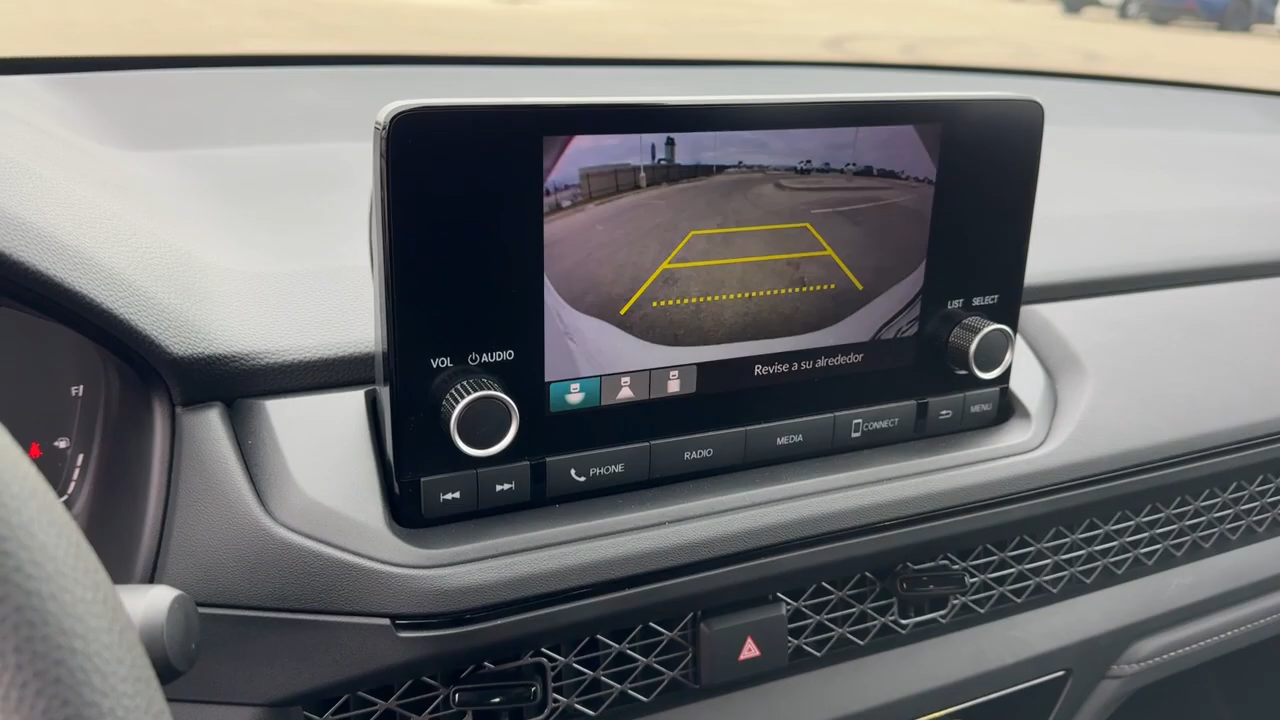 LIST SELECT
VOL AUDIO
Revise a su alrededor
PHONE
RADIO
MEDIA
CONNECT
MENU
F